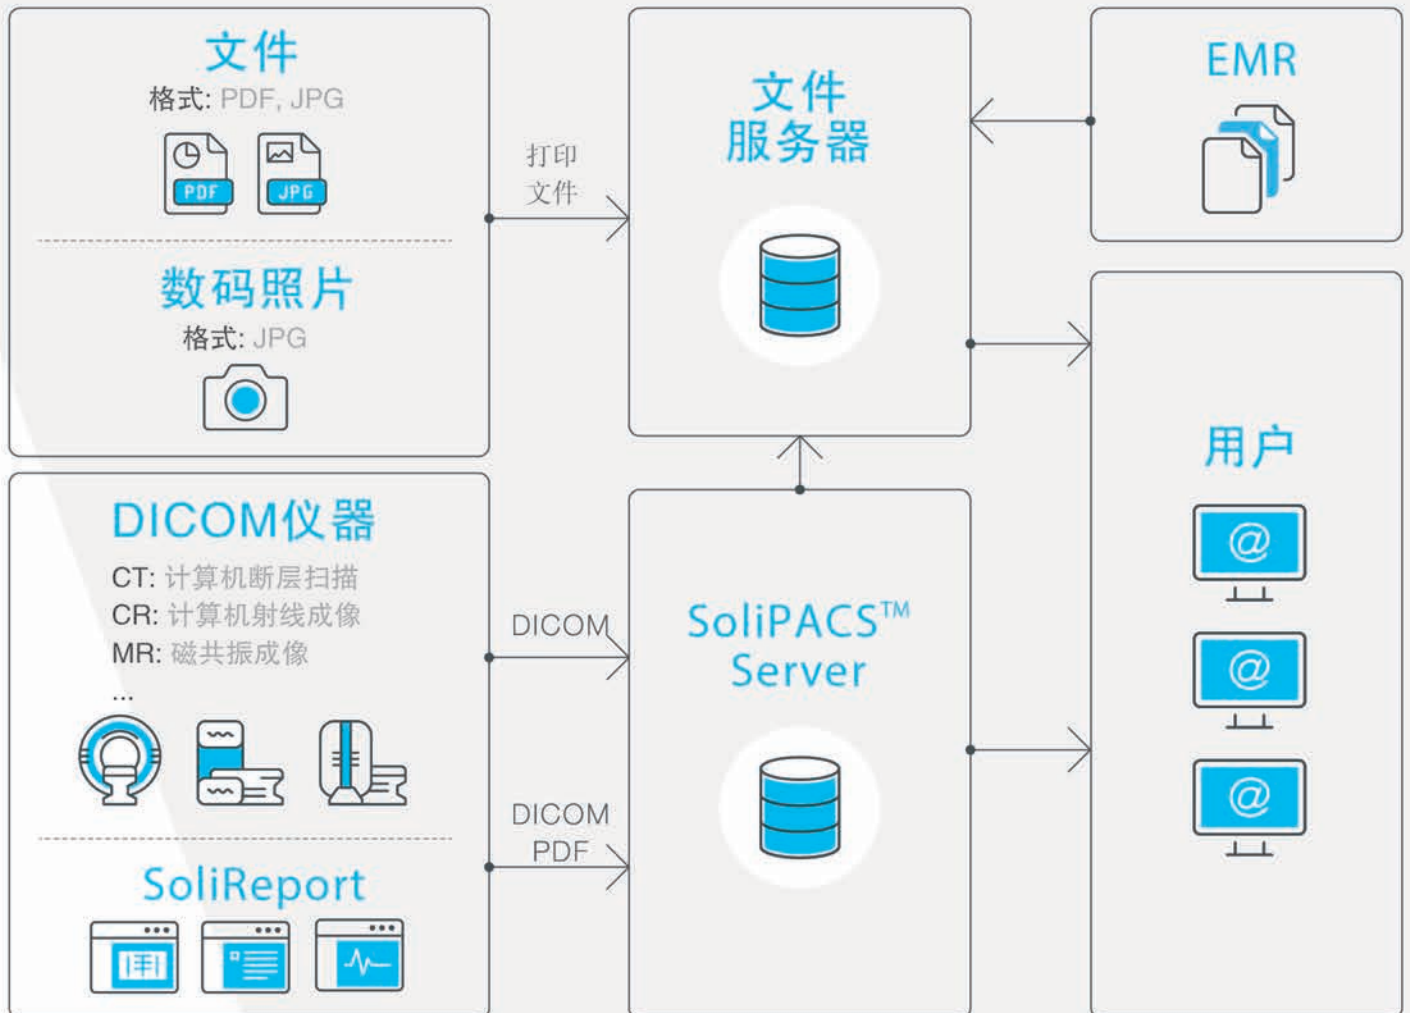 文件
格式: PDF, JPG
PDF
JPG
数码照片
格式: JPG
打印
文件
文件
服务器
EMR
DICOM仪器
CT: 计算机断层扫描
CR: 计算机射线成像
MR: 磁共振成像
...
SoliReport
DICOM
DICOM
PDF
SoliPACS™
Server
用户
@
@
@